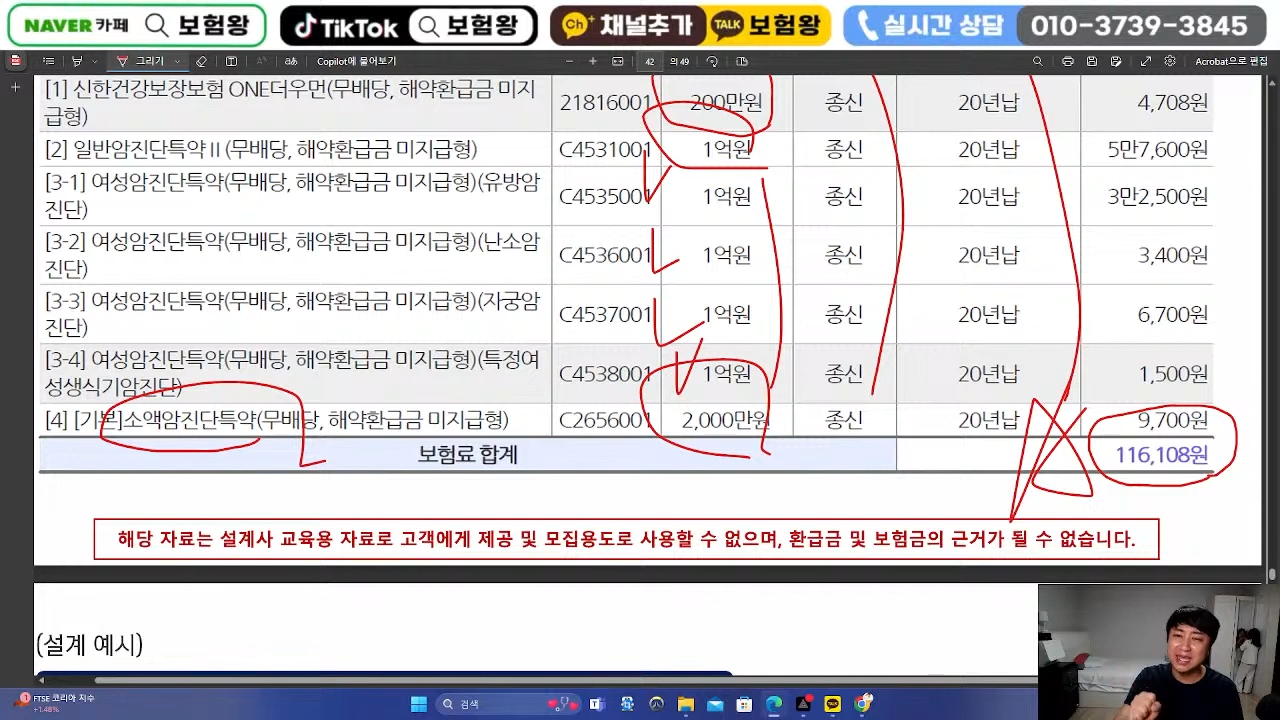 NAVER 카페 보험왕 TikTok 보험왕 Ch+ 채널추가 TALK 보험왕 실시간 상담 010-3739-3845
그리기 Copilot에 물어보기 42 의 49 Acrobat으로 편집
[1] 신한건강보장보험 ONE더우먼(무배당, 해약환급금 미지
급형) 21816001 200만원 종신 20년납 4,708원
[2] 일반암진단특약Ⅱ(무배당, 해약환급금 미지급형) C4531001 1억원 종신 20년납 5만7,600원
[3-1] 여성암진단특약(무배당, 해약환급금 미지급형)(유방암
진단) C4535001 1억원 종신 20년납 3만2,500원
[3-2] 여성암진단특약(무배당, 해약환급금 미지급형)(난소암
진단) C4536001 1억원 종신 20년납 3,400원
[3-3] 여성암진단특약(무배당, 해약환급금 미지급형)(자궁암
진단) C4537001 1억원 종신 20년납 6,700원
[3-4] 여성암진단특약(무배당, 해약환급금 미지급형)(특정여
성생식기암진단) C4538001 1억원 종신 20년납 1,500원
[4] [기본]소액암진단특약(무배당, 해약환급금 미지급형) C2656001 2,000만원 종신 20년납 9,700원
보험료 합계 116,108원
해당 자료는 설계사 교육용 자료로 고객에게 제공 및 모집용도로 사용할 수 없으며, 환급금 및 보험금의 근거가 될 수 없습니다.
(설계 예시)
FTSE 코리아 지수
+1.48%
검색